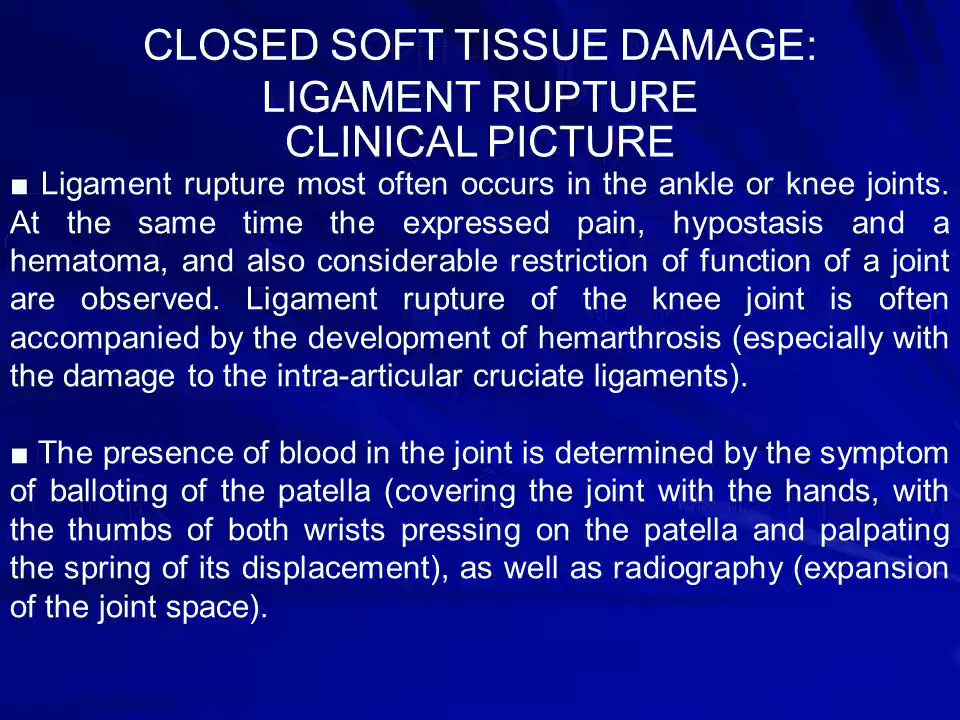 CLOSED SOFT TISSUE DAMAGE:
LIGAMENT RUPTURE
CLINICAL PICTURE
■ Ligament rupture most often occurs in the ankle or knee joints.
At the same time the expressed pain, hypostasis and a
hematoma, and also considerable restriction of function of a joint
are observed. Ligament rupture of the knee joint is often
accompanied by the development of hemarthrosis (especially with
the damage to the intra-articular cruciate ligaments).
■ The presence of blood in the joint is determined by the symptom
of balloting of the patella (covering the joint with the hands, with
the thumbs of both wrists pressing on the patella and palpating
the spring of its displacement), as well as radiography (expansion
of the joint space).